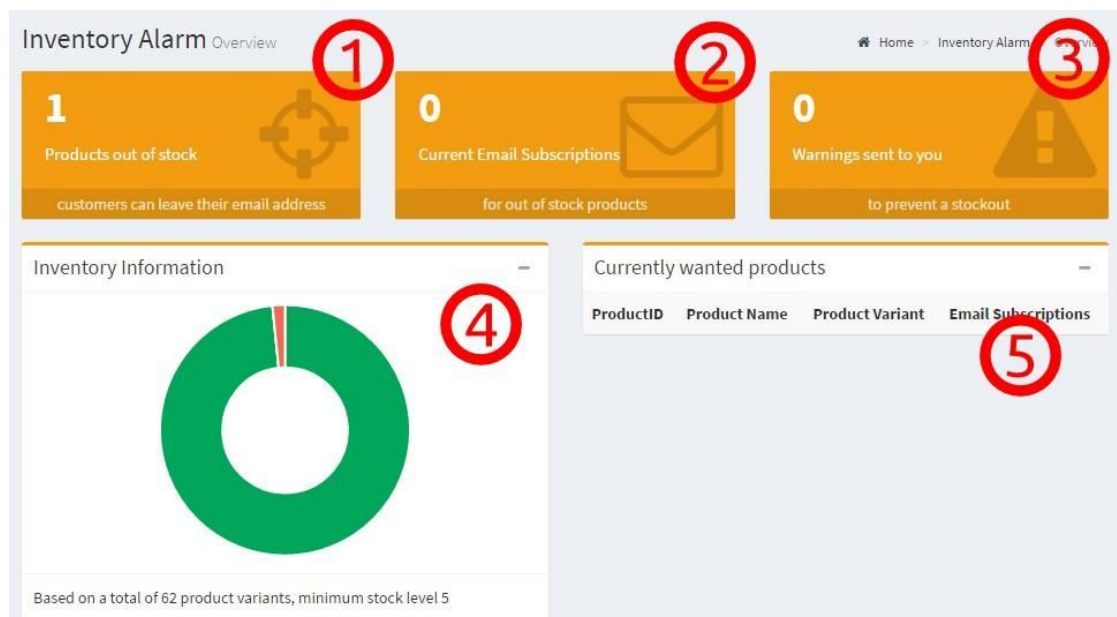 Inventory Alarm Overview
Home > Inventory Alarm > Overview
1
2
3
1
Products out of stock
customers can leave their email address
0
Current Email Subscriptions
for out of stock products
0
Warnings sent to you
to prevent a stockout
Inventory Information
4
Based on a total of 62 product variants, minimum stock level 5
Currently wanted products
ProductID Product Name Product Variant Email Subscriptions
5